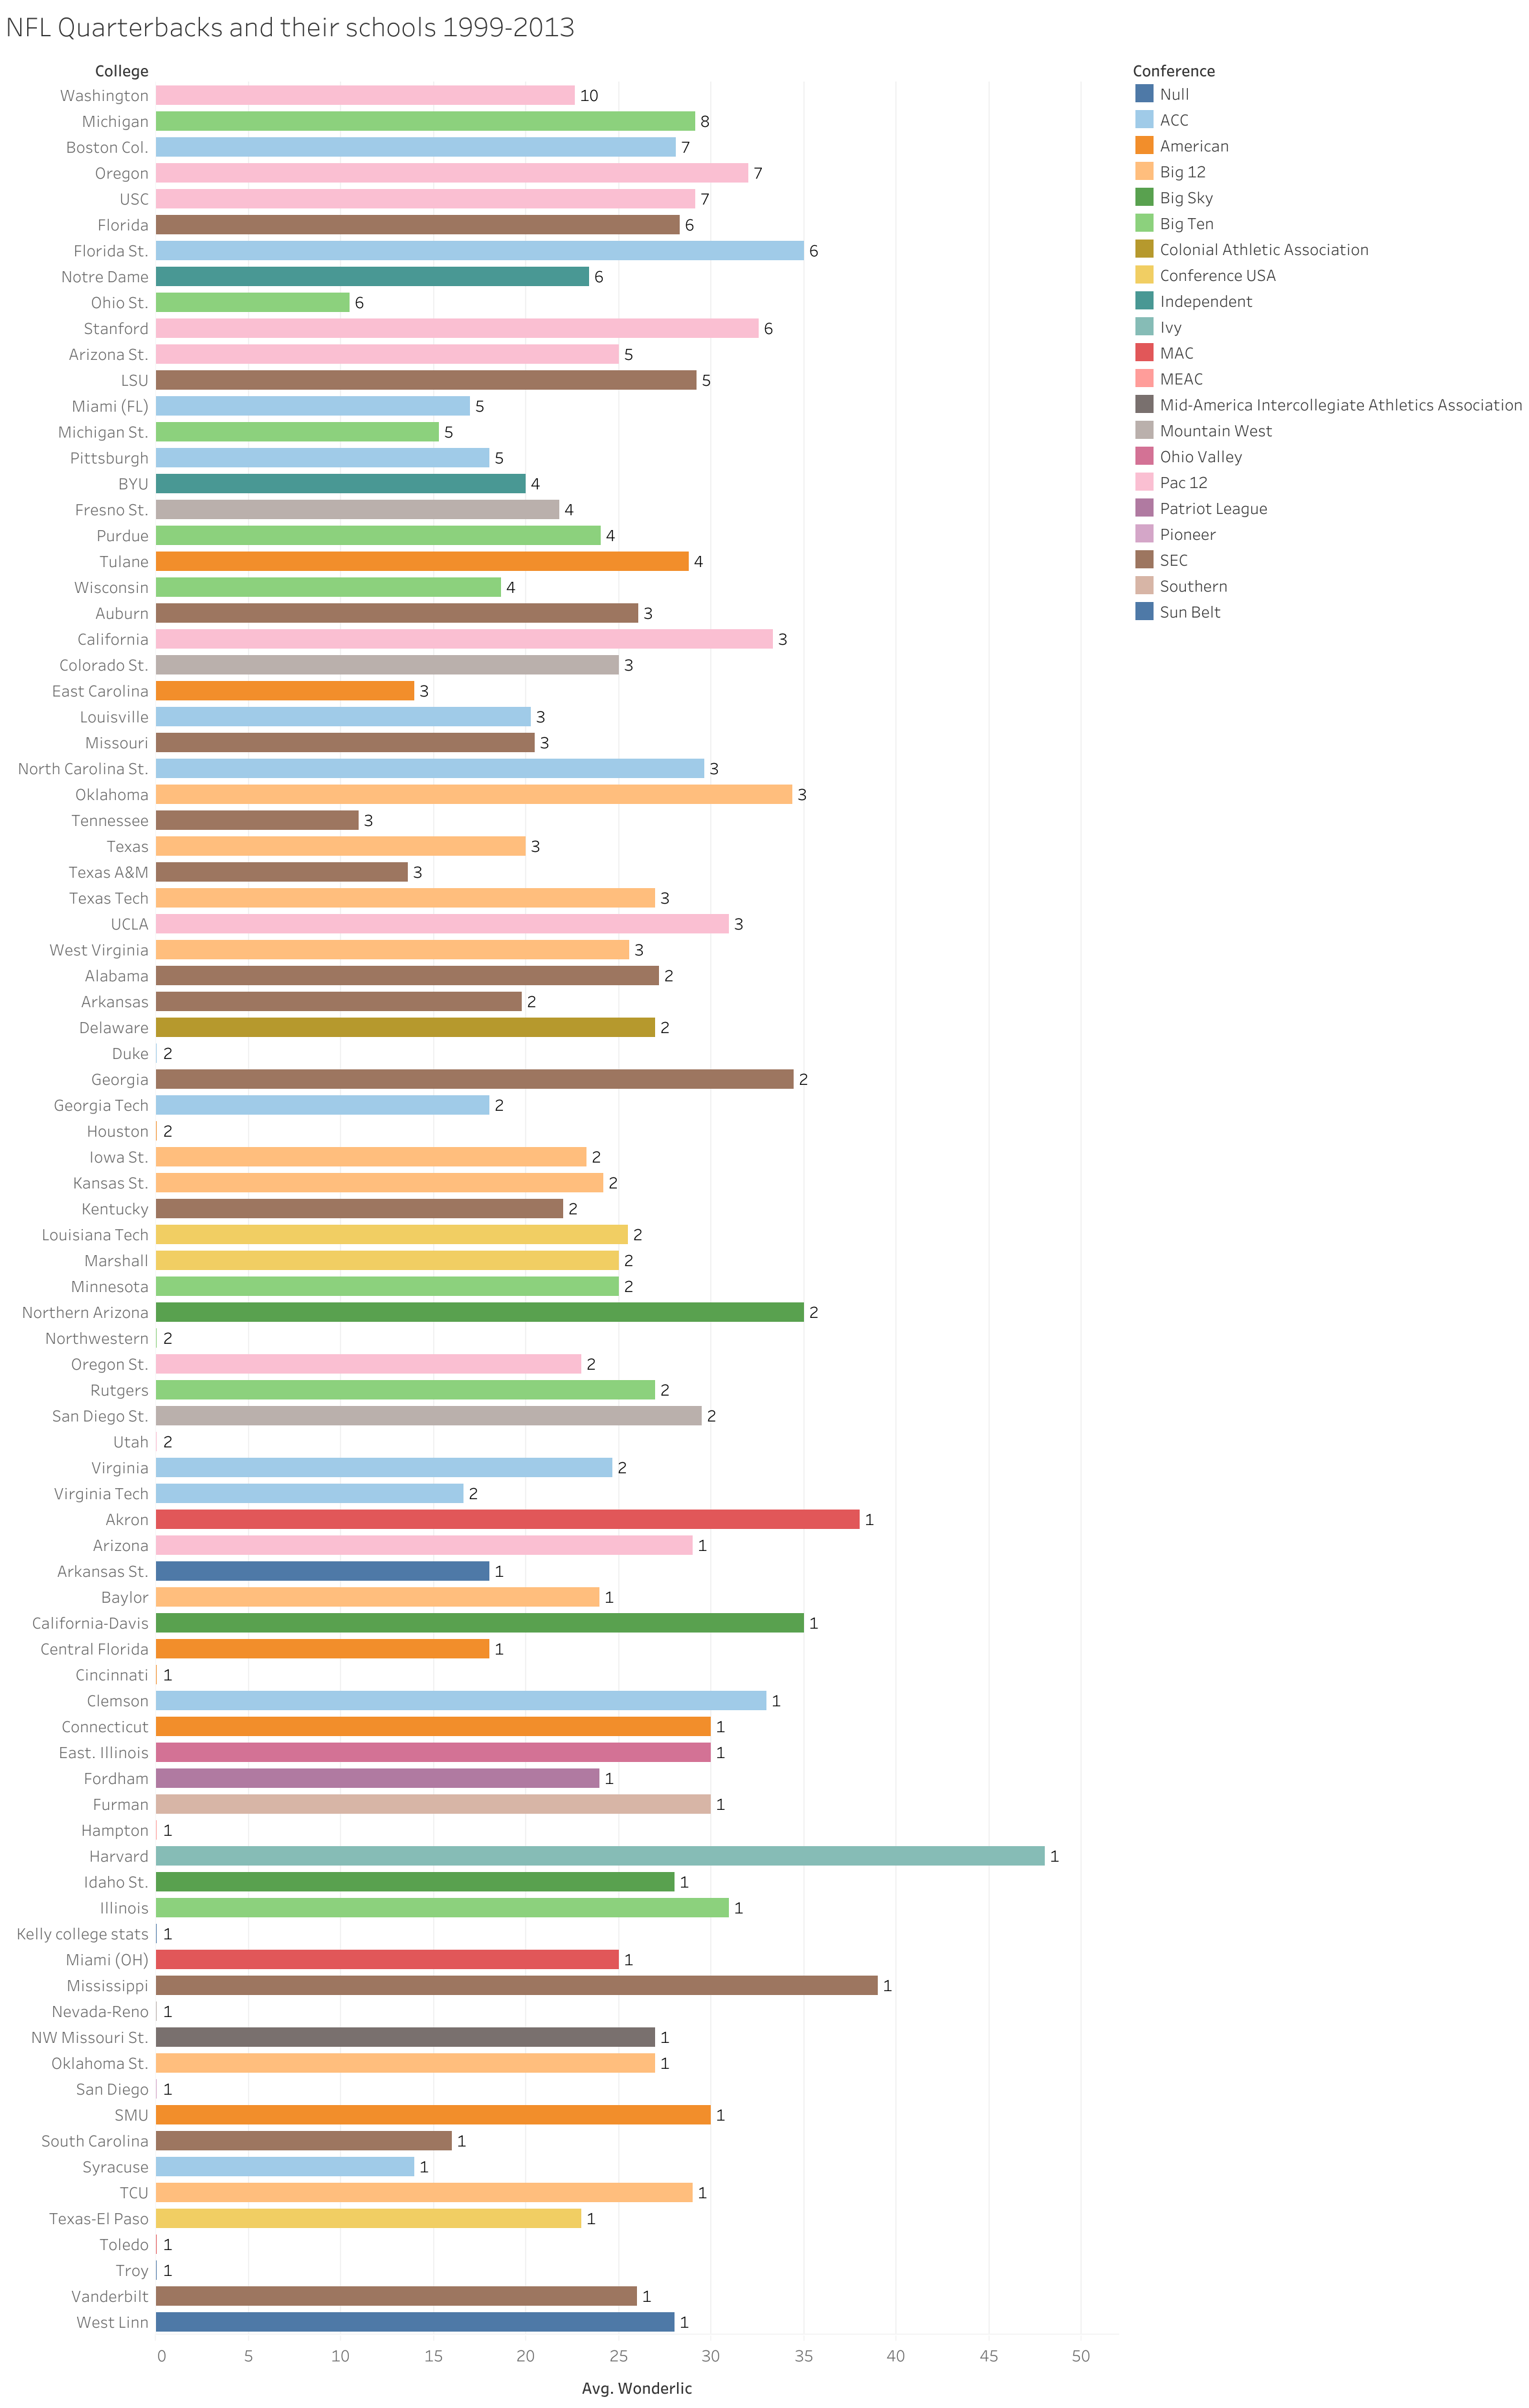 NFL Quarterbacks and their schools 1999-2013
College
Washington 10
Michigan 8
Boston Col. 7
Oregon 7
USC 7
Florida 6
Florida St. 6
Notre Dame 6
Ohio St. 6
Stanford 6
Arizona St. 5
LSU 5
Miami (FL) 5
Michigan St. 5
Pittsburgh 5
BYU 4
Fresno St. 4
Purdue 4
Tulane 4
Wisconsin 4
Auburn 3
California 3
Colorado St. 3
East Carolina 3
Louisville 3
Missouri 3
North Carolina St. 3
Oklahoma 3
Tennessee 3
Texas 3
Texas A&M 3
Texas Tech 3
UCLA 3
West Virginia 3
Alabama 2
Arkansas 2
Delaware 2
Duke 2
Georgia 2
Georgia Tech 2
Houston 2
Iowa St. 2
Kansas St. 2
Kentucky 2
Louisiana Tech 2
Marshall 2
Minnesota 2
Northern Arizona 2
Northwestern 2
Oregon St. 2
Rutgers 2
San Diego St. 2
Utah 2
Virginia 2
Virginia Tech 2
Akron 1
Arizona 1
Arkansas St. 1
Baylor 1
California-Davis 1
Central Florida 1
Cincinnati 1
Clemson 1
Connecticut 1
East. Illinois 1
Fordham 1
Furman 1
Hampton 1
Harvard 1
Idaho St. 1
Illinois 1
Kelly college stats 1
Miami (OH) 1
Mississippi 1
Nevada-Reno 1
NW Missouri St. 1
Oklahoma St. 1
San Diego 1
SMU 1
South Carolina 1
Syracuse 1
TCU 1
Texas-El Paso 1
Toledo 1
Troy 1
Vanderbilt 1
West Linn 1
0 5 10 15 20 25 30 35 40 45 50
Avg. Wonderlic
Conference
Null
ACC
American
Big 12
Big Sky
Big Ten
Colonial Athletic Association
Conference USA
Independent
Ivy
MAC
MEAC
Mid-America Intercollegiate Athletics Association
Mountain West
Ohio Valley
Pac 12
Patriot League
Pioneer
SEC
Southern
Sun Belt